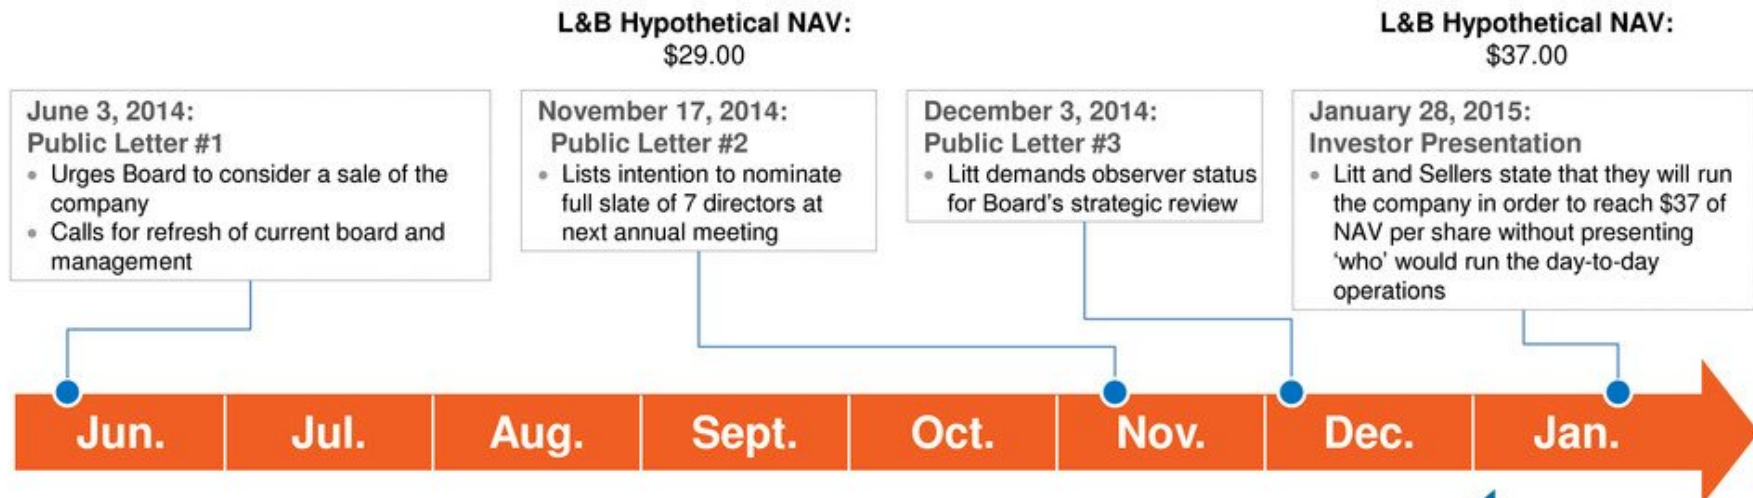 L&B Hypothetical NAV:
$29.00
L&B Hypothetical NAV:
$37.00
June 3, 2014:
Public Letter #1
• Urges Board to consider a sale of the
company
• Calls for refresh of current board and
management
November 17, 2014:
Public Letter #2
• Lists intention to nominate
full slate of 7 directors at
next annual meeting
December 3, 2014:
Public Letter #3
• Litt demands observer status
for Board's strategic review
January 28, 2015:
Investor Presentation
• Litt and Sellers state that they will run
the company in order to reach $37 of
NAV per share without presenting
‘who’ would run the day-to-day
operations
Jun.
Jul.
Aug.
Sept.
Oct.
Nov.
Dec.
Jan.